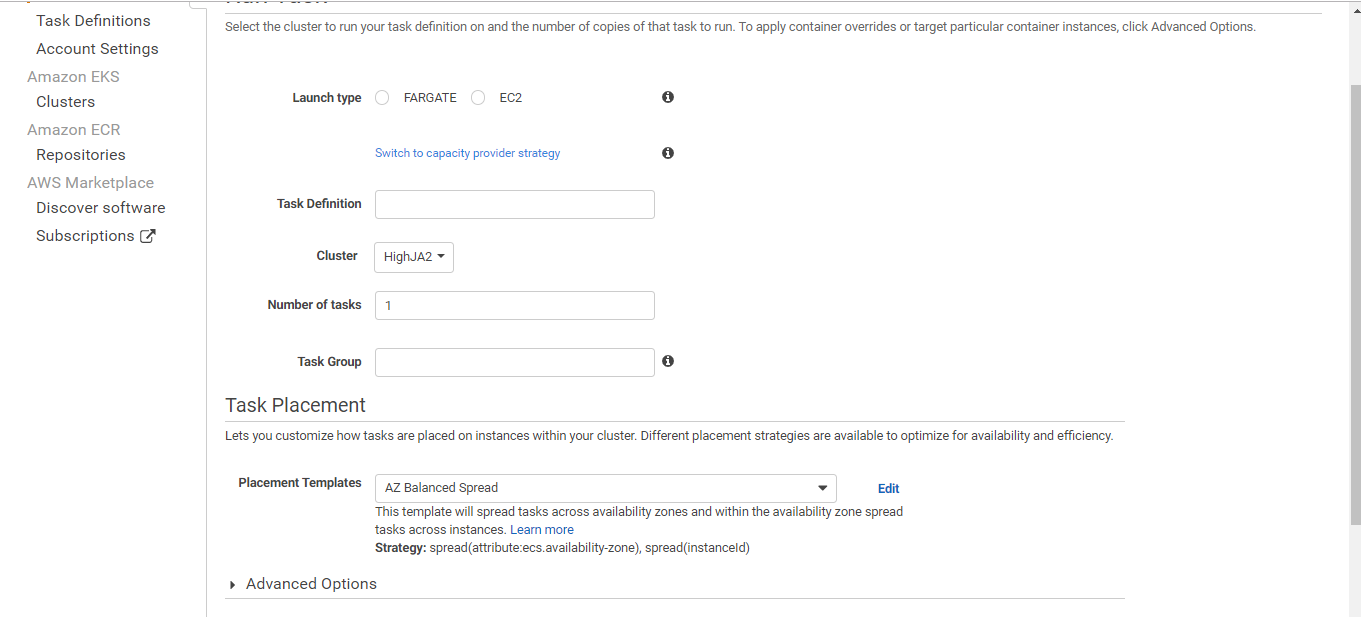 Task Definitions
Account Settings
Amazon EKS
Clusters
Amazon ECR
Repositories
AWS Marketplace
Discover software
Subscriptions
Select the cluster to run your task definition on and the number of copies of that task to run. To apply container overrides or target particular container instances, click Advanced Options.
Launch type FARGATE EC2
Switch to capacity provider strategy
Task Definition
Cluster HighJA2
Number of tasks 1
Task Group
Task Placement
Lets you customize how tasks are placed on instances within your cluster. Different placement strategies are available to optimize for availability and efficiency.
Placement Templates AZ Balanced Spread Edit
This template will spread tasks across availability zones and within the availability zone spread
tasks across instances. Learn more
Strategy: spread(attribute:ecs.availability-zone), spread(instanceId)
Advanced Options